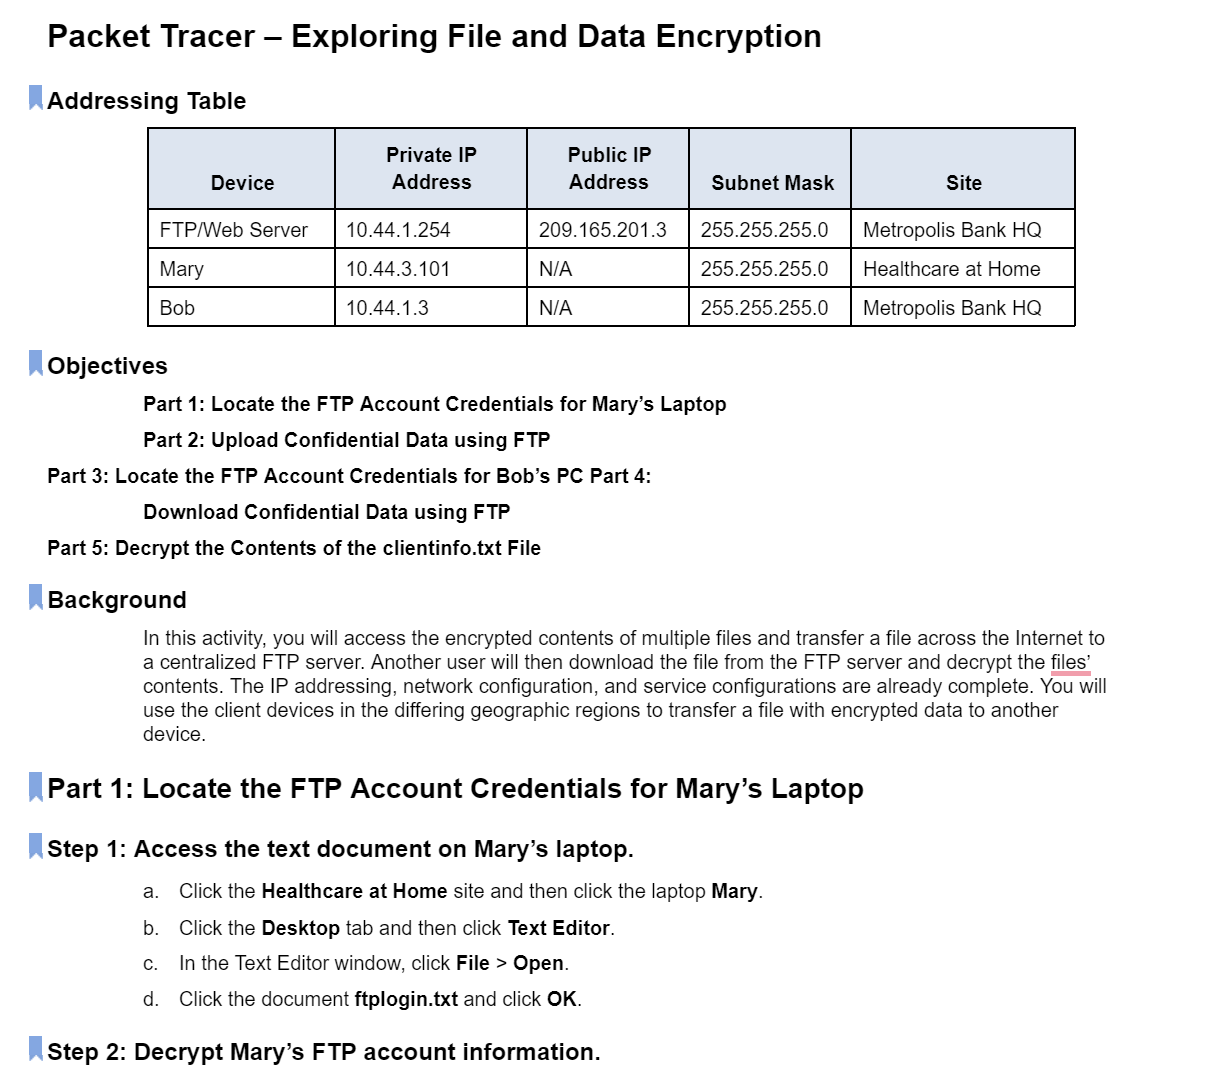 Packet Tracer – Exploring File and Data Encryption
Addressing Table
Device
Private IP
Address
Public IP
Address
Subnet Mask
Site
FTP/Web Server 10.44.1.254 209.165.201.3 255.255.255.0 Metropolis Bank HQ
Mary 10.44.3.101 N/A 255.255.255.0 Healthcare at Home
Bob 10.44.1.3 N/A 255.255.255.0 Metropolis Bank HQ
Objectives
Part 1: Locate the FTP Account Credentials for Mary’s Laptop
Part 2: Upload Confidential Data using FTP
Part 3: Locate the FTP Account Credentials for Bob’s PC Part 4:
Download Confidential Data using FTP
Part 5: Decrypt the Contents of the clientinfo.txt File
Background
In this activity, you will access the encrypted contents of multiple files and transfer a file across the Internet to
a centralized FTP server. Another user will then download the file from the FTP server and decrypt the files’
contents. The IP addressing, network configuration, and service configurations are already complete. You will
use the client devices in the differing geographic regions to transfer a file with encrypted data to another
device.
Part 1: Locate the FTP Account Credentials for Mary’s Laptop
Step 1: Access the text document on Mary’s laptop.
a. Click the Healthcare at Home site and then click the laptop Mary.
b. Click the Desktop tab and then click Text Editor.
c. In the Text Editor window, click File > Open.
d. Click the document ftplogin.txt and click OK.
Step 2: Decrypt Mary’s FTP account information.